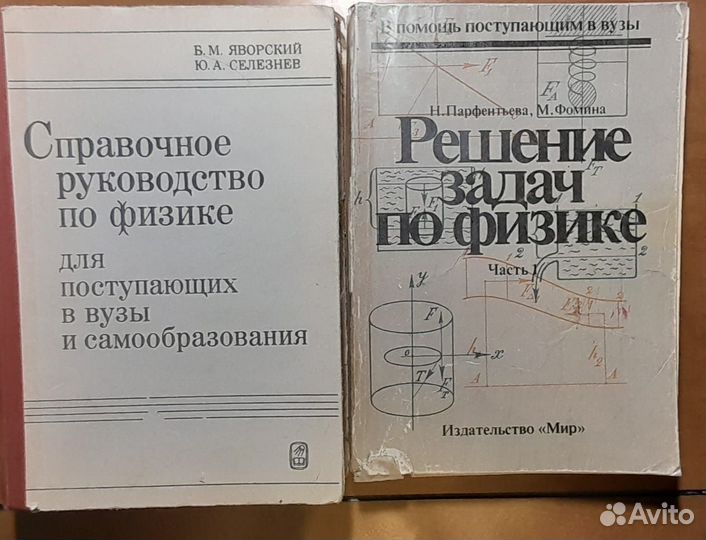 Б. М. ЯВОРСКИЙ
Ю. А. СЕЛЕЗНЕВ
Справочное
руководство
по физике
для
поступающих
в вузы
и самообразования
В помощь поступающим в вузы
Н. Парфентьева, М. Фомина
Решение
задач
по физике
Часть 1
y
F
h
x
T
A
A
Издательство «Мир»
Avito